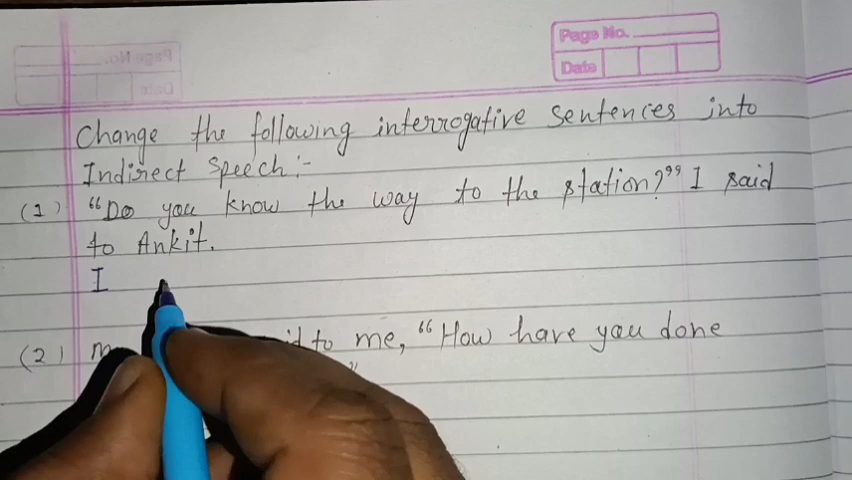 Page No.
Date
Change the following interrogative sentences into
Indirect Speech:-
(1) "Do you know the way to the station?" I said
to Ankit.
I
(2) to me, "How have you done
"